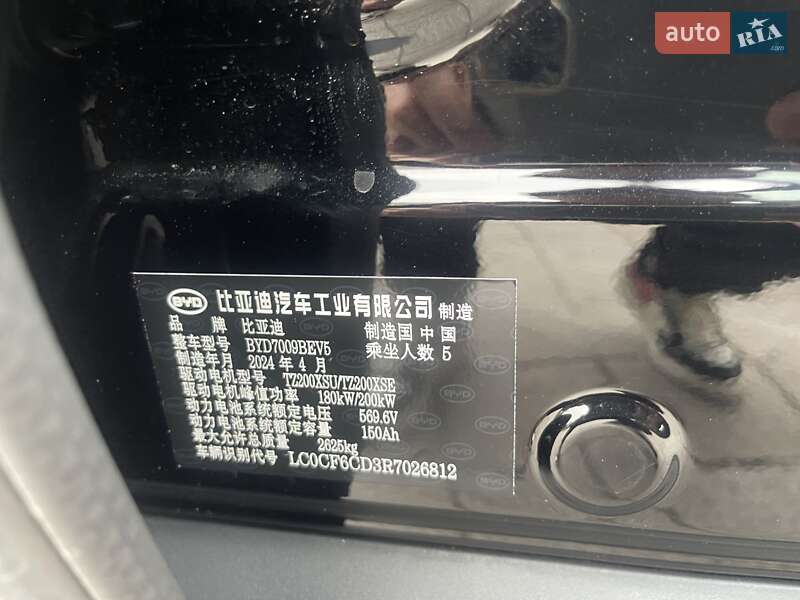 auto RIA.com
BYD 比亚迪汽车工业有限公司 制造
品 牌 比亚迪 制造国 中国
整车型号 BYD7009BEV5 乘坐人数 5
制造年月 2024 年 4 月
驱动电机型号 TZ200XSU/TZ200XSE
驱动电机峰值功率 180kW/200kW
动力电池系统额定电压 569.6V
动力电池系统额定容量 150Ah
最大允许总质量 2625kg
车辆识别代号 LC0CF6CD3R7026812